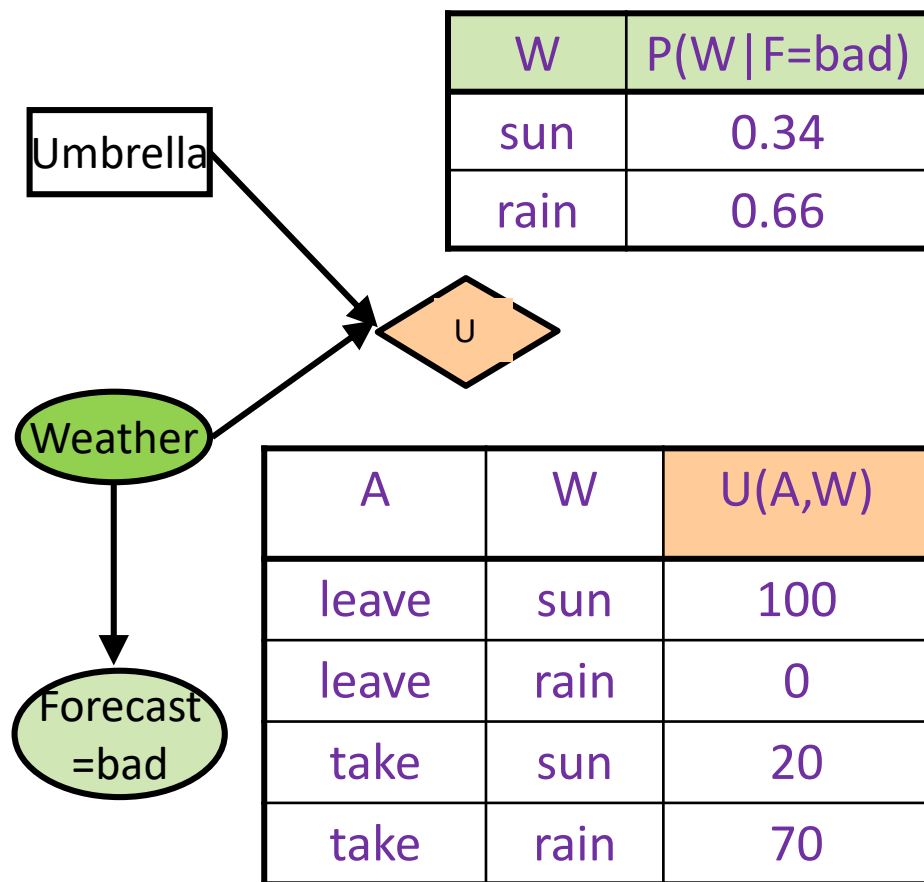 W P(W|F=bad)
sun 0.34
rain 0.66
Umbrella
U
Weather
A W U(A,W)
leave sun 100
leave rain 0
take sun 20
take rain 70
Forecast
=bad